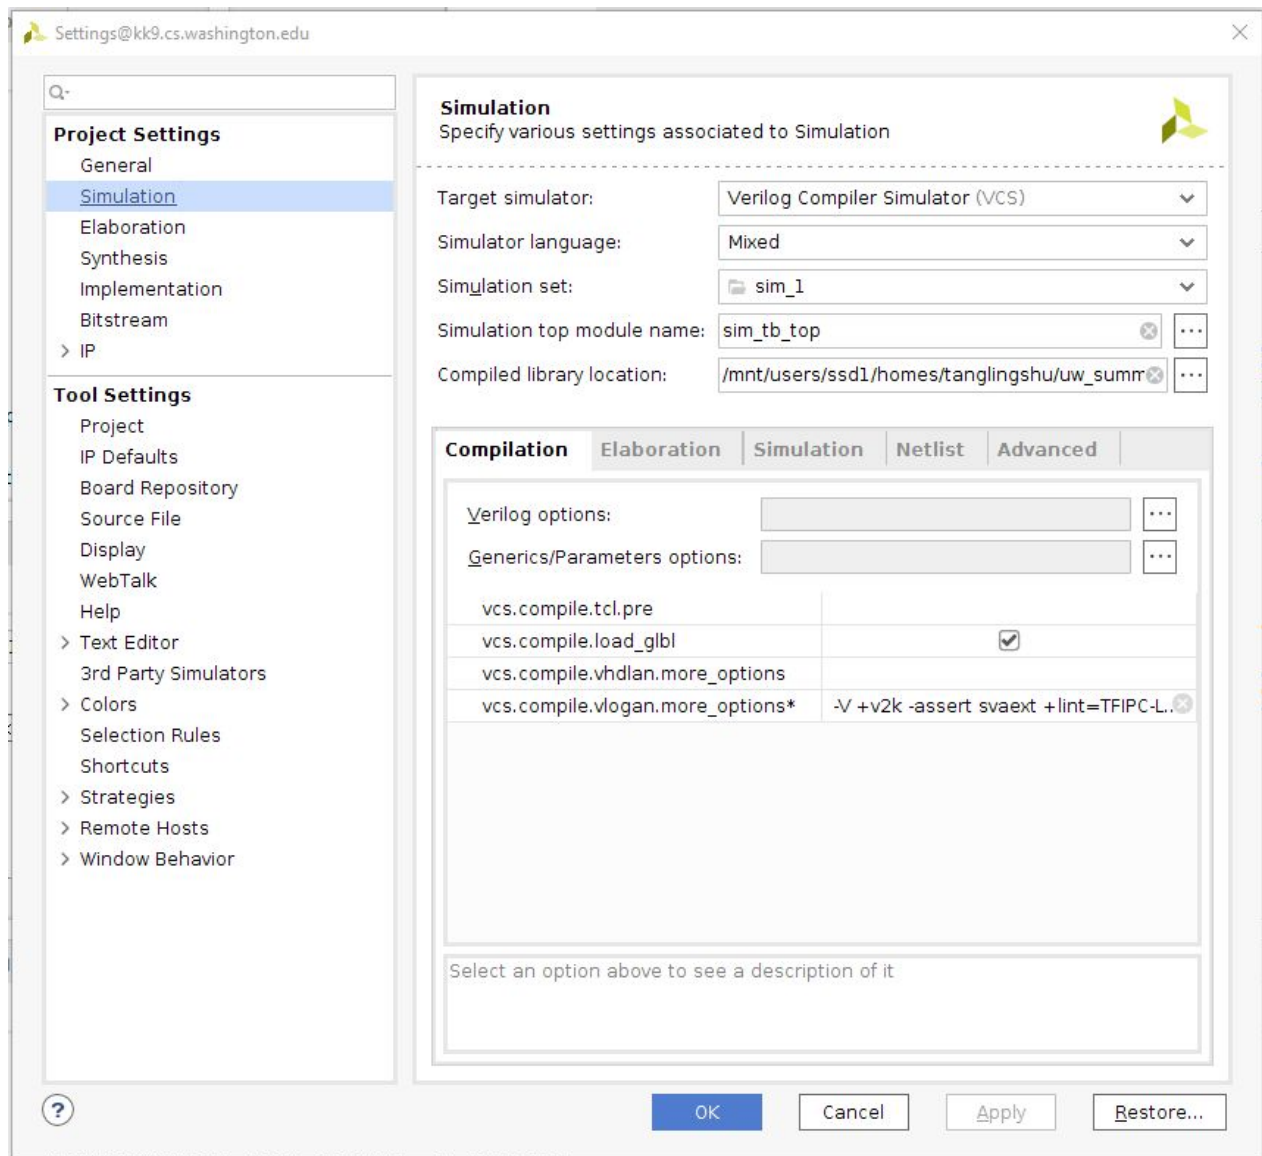 Settings@kk9.cs.washington.edu
Project Settings
General
Simulation
Elaboration
Synthesis
Implementation
Bitstream
> IP
Tool Settings
Project
IP Defaults
Board Repository
Source File
Display
WebTalk
Help
> Text Editor
3rd Party Simulators
> Colors
Selection Rules
Shortcuts
> Strategies
> Remote Hosts
> Window Behavior
Simulation
Specify various settings associated to Simulation
Target simulator: Verilog Compiler Simulator (VCS)
Simulator language: Mixed
Simulation set: sim_1
Simulation top module name: sim_tb_top ...
Compiled library location: /mnt/users/ssd1/homes/tanglingshu/uw_summ ...
Compilation Elaboration Simulation Netlist Advanced
Verilog options: ...
Generics/Parameters options: ...
vcs.compile.tcl.pre
vcs.compile.load_glbl
vcs.compile.vhdlan.more_options
vcs.compile.vlogan.more_options* -V +v2k -assert svaext +lint=TFIPC-L..
Select an option above to see a description of it
? OK Cancel Apply Restore...